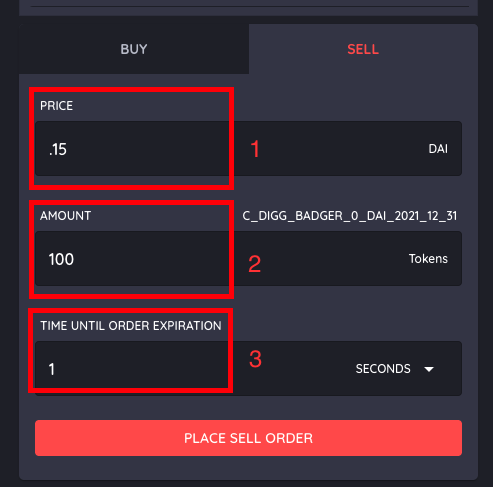 BUY SELL
PRICE
.15 1 DAI
AMOUNT C_DIGG_BADGER_0_DAI_2021_12_31
100 2 Tokens
TIME UNTIL ORDER EXPIRATION
1 3 SECONDS
PLACE SELL ORDER